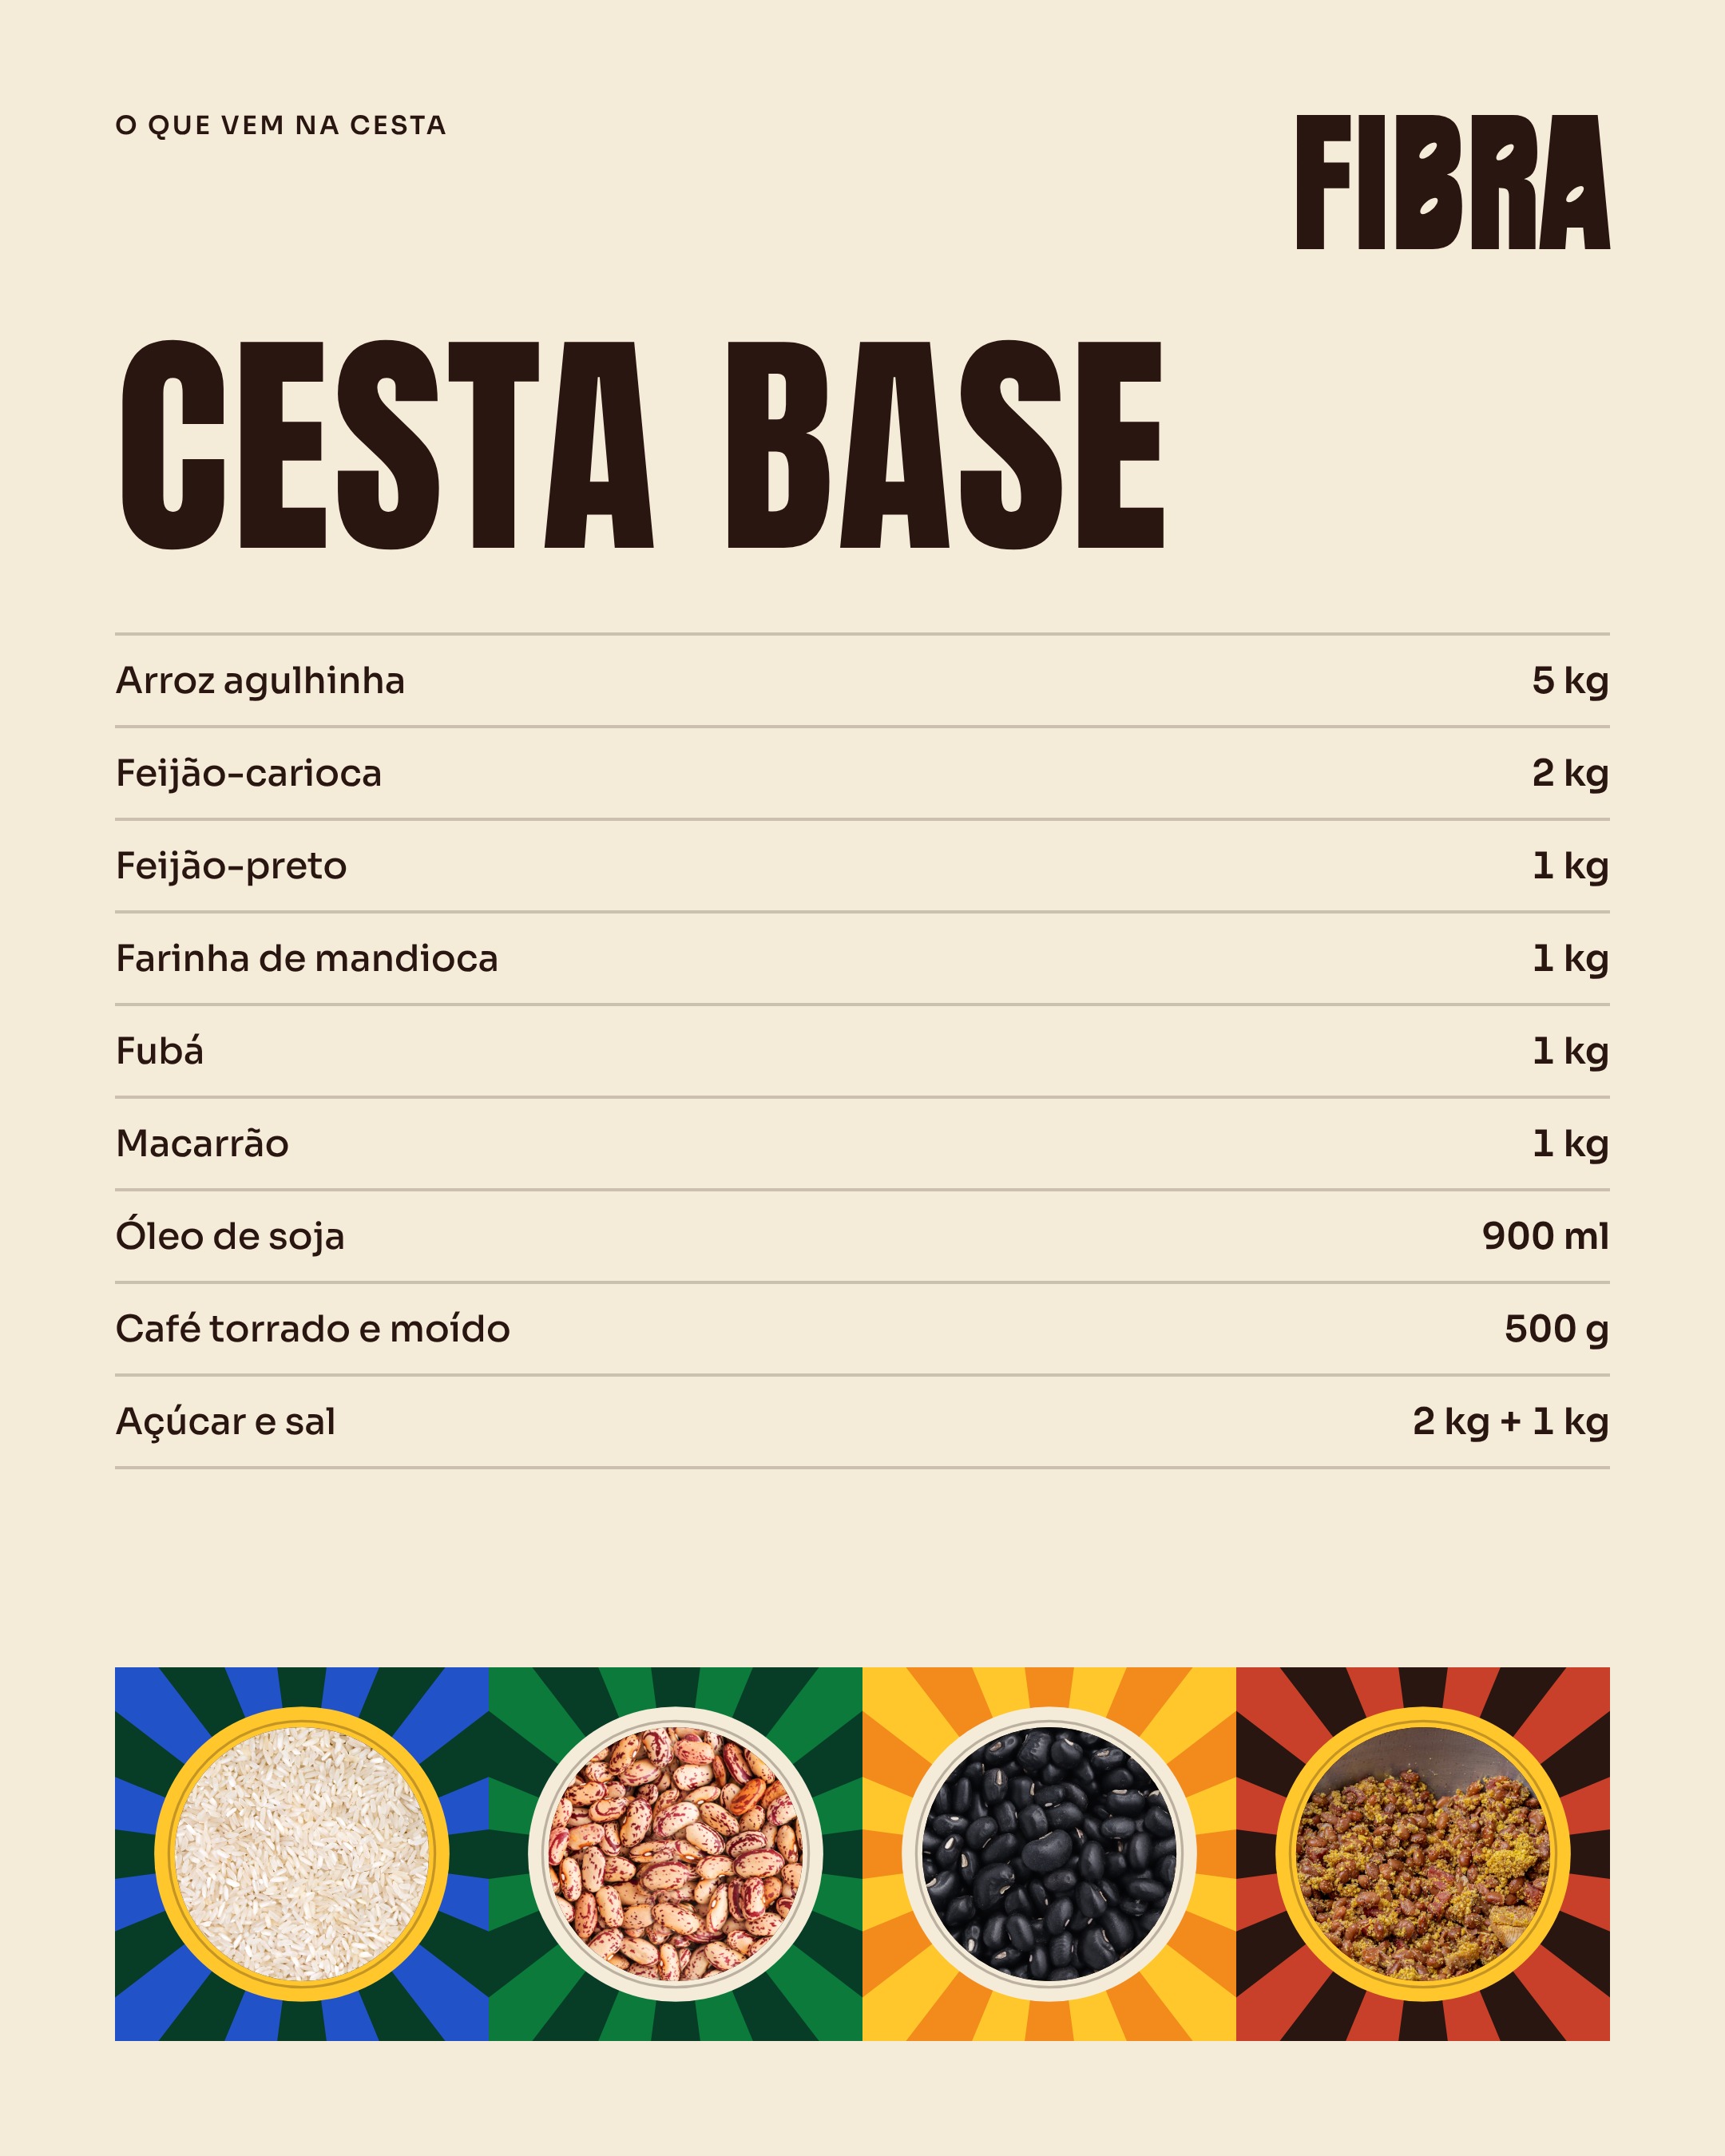 O QUE VEM NA CESTA
FIBRA
CESTA BASE
Arroz agulhinha 5 kg
Feijão-carioca 2 kg
Feijão-preto 1 kg
Farinha de mandioca 1 kg
Fubá 1 kg
Macarrão 1 kg
Óleo de soja 900 ml
Café torrado e moído 500 g
Açúcar e sal 2 kg + 1 kg